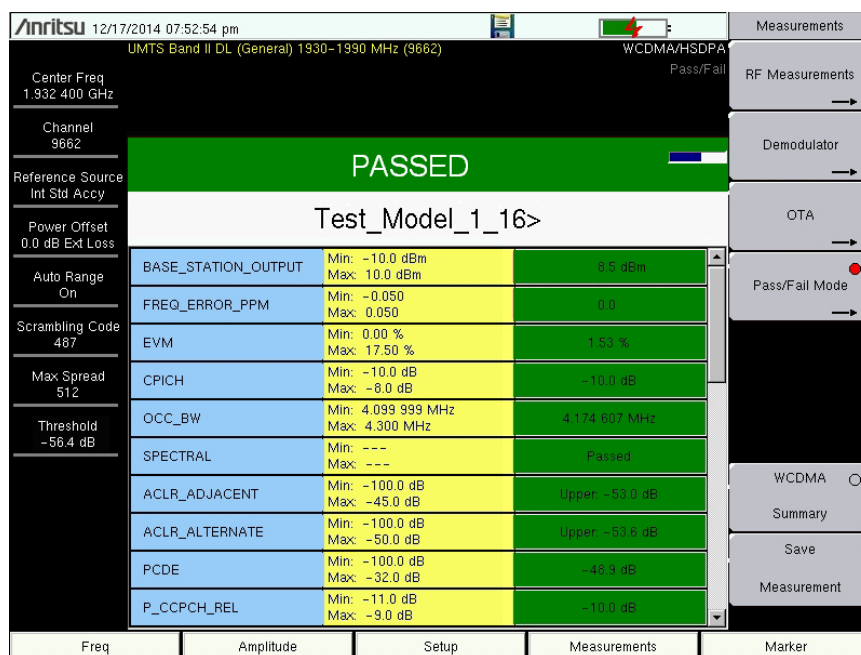 Anritsu 12/17/2014 07:52:54 pm
Measurements
UMTS Band II DL (General) 1930-1990 MHz (9662)
WCDMA/HSDPA
Pass/Fail
Center Freq
1.932 400 GHz
Channel
9662
Reference Source
Int Std Accy
Power Offset
0.0 dB Ext Loss
Auto Range
On
Scrambling Code
487
Max Spread
512
Threshold
-56.4 dB
PASSED
Test_Model_1_16>
BASE_STATION_OUTPUT
Min: -10.0 dBm
Max: 10.0 dBm
8.5 dBm
FREQ_ERROR_PPM
Min: -0.050
Max: 0.050
0.0
EVM
Min: 0.00 %
Max: 17.50 %
1.53 %
CPICH
Min: -10.0 dB
Max: -8.0 dB
-10.0 dB
OCC_BW
Min: 4.099 999 MHz
Max: 4.300 MHz
4.174 607 MHz
SPECTRAL
Min: ---
Max: ---
Passed
ACLR_ADJACENT
Min: -100.0 dB
Max: -45.0 dB
Upper: -53.0 dB
ACLR_ALTERNATE
Min: -100.0 dB
Max: -50.0 dB
Upper: -53.6 dB
PCDE
Min: -100.0 dB
Max: -32.0 dB
-48.9 dB
P_CCPCH_REL
Min: -11.0 dB
Max: -9.0 dB
-10.0 dB
RF Measurements
Demodulator
OTA
Pass/Fail Mode
WCDMA
Summary
Save
Measurement
Freq
Amplitude
Setup
Measurements
Marker